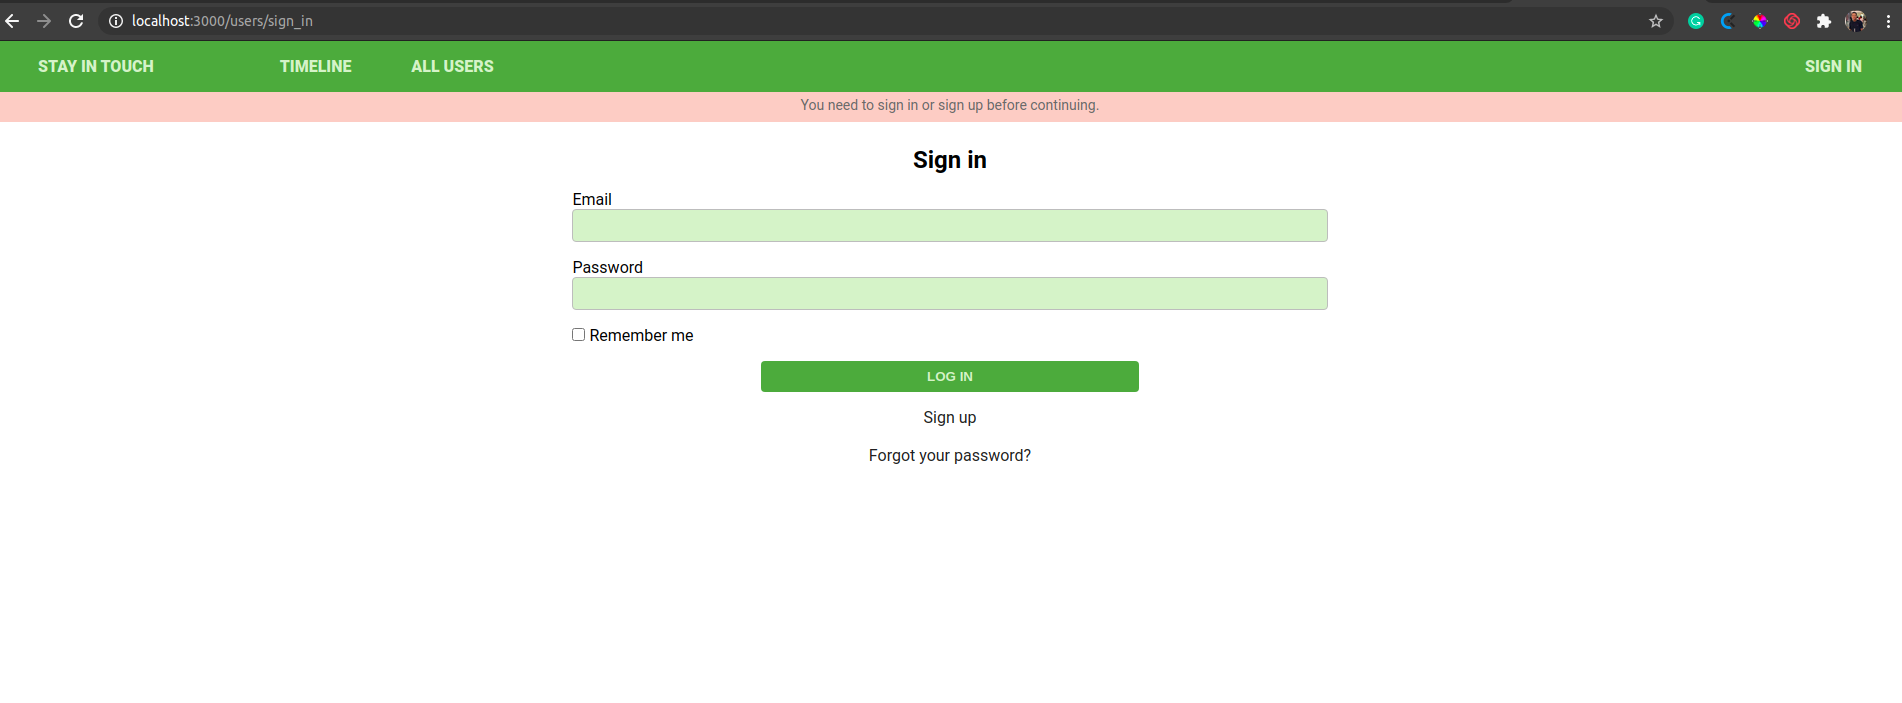 localhost:3000/users/sign_in
STAY IN TOUCH TIMELINE ALL USERS SIGN IN
You need to sign in or sign up before continuing.
Sign in
Email
Password
Remember me
LOG IN
Sign up
Forgot your password?